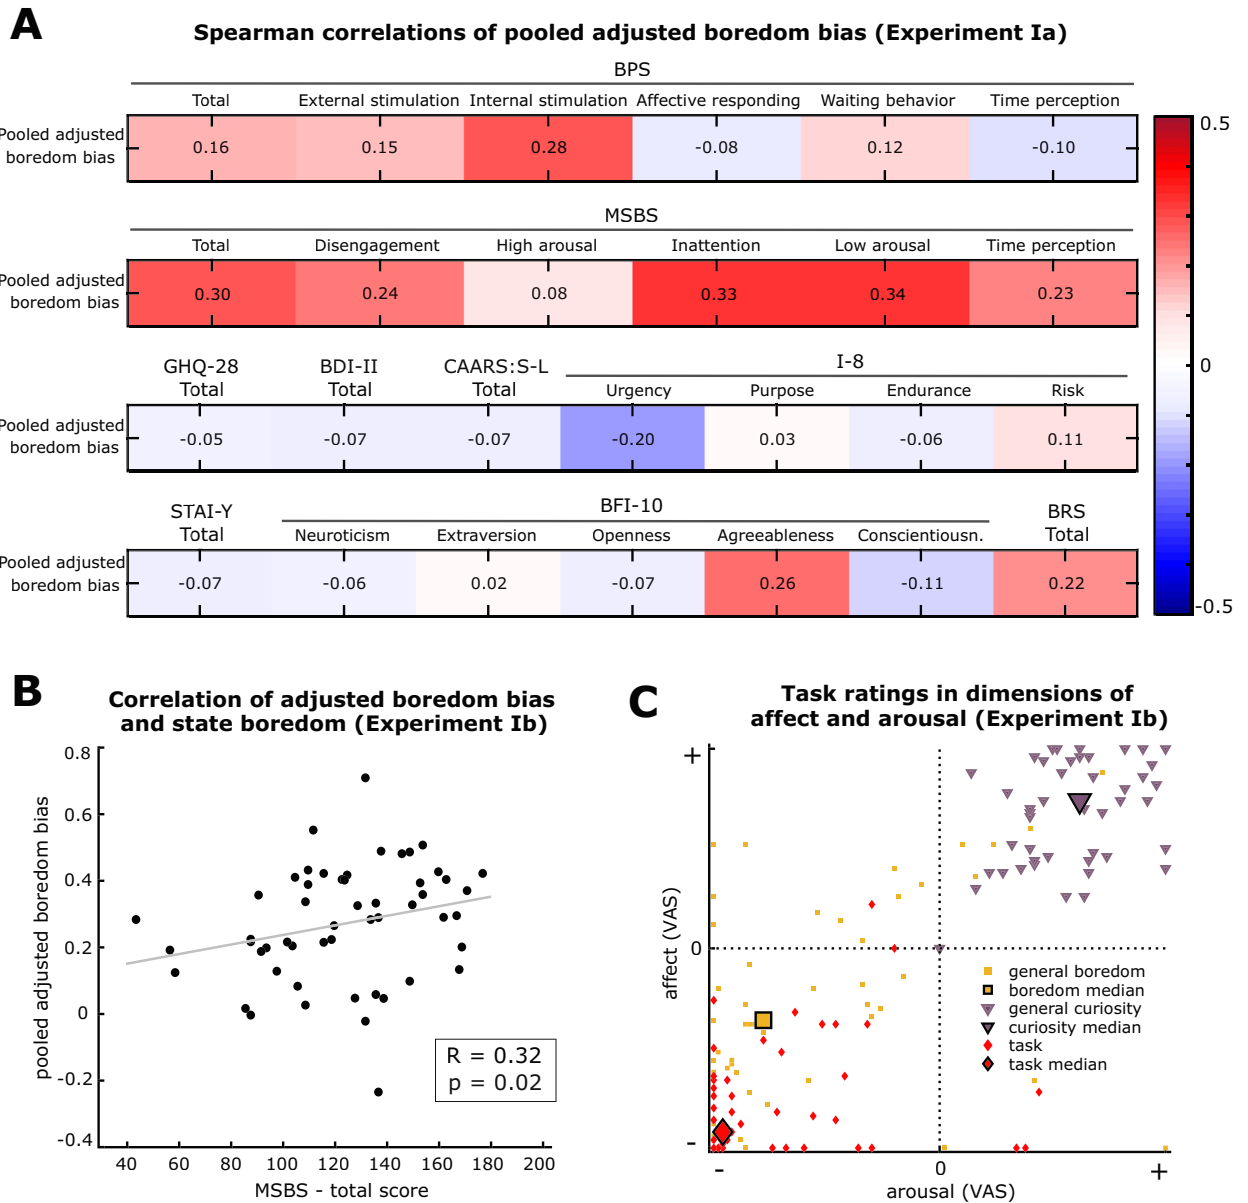 A
Spearman correlations of pooled adjusted boredom bias (Experiment Ia)
BPS
Total External stimulation Internal stimulation Affective responding Waiting behavior Time perception
Pooled adjusted
boredom bias
0.16 0.15 0.28 -0.08 0.12 -0.10
MSBS
Total Disengagement High arousal Inattention Low arousal Time perception
Pooled adjusted
boredom bias
0.30 0.24 0.08 0.33 0.34 0.23
GHQ-28 BDI-II CAARS:S-L I-8
Total Total Total Urgency Purpose Endurance Risk
Pooled adjusted
boredom bias
-0.05 -0.07 -0.07 -0.20 0.03 -0.06 0.11
STAI-Y BFI-10 BRS
Total Neuroticism Extraversion Openness Agreeableness Conscientiousn. Total
Pooled adjusted
boredom bias
-0.07 -0.06 0.02 -0.07 0.26 -0.11 0.22
0.5
0
-0.5
B
Correlation of adjusted boredom bias
and state boredom (Experiment Ib)
pooled adjusted boredom bias
0.8
0.6
0.4
0.2
0
-0.2
-0.4
R = 0.32
p = 0.02
40 60 80 100 120 140 160 180 200
MSBS - total score
C
Task ratings in dimensions of
affect and arousal (Experiment Ib)
affect (VAS)
+
0
-
general boredom
boredom median
general curiosity
curiosity median
task
task median
- 0 +
arousal (VAS)